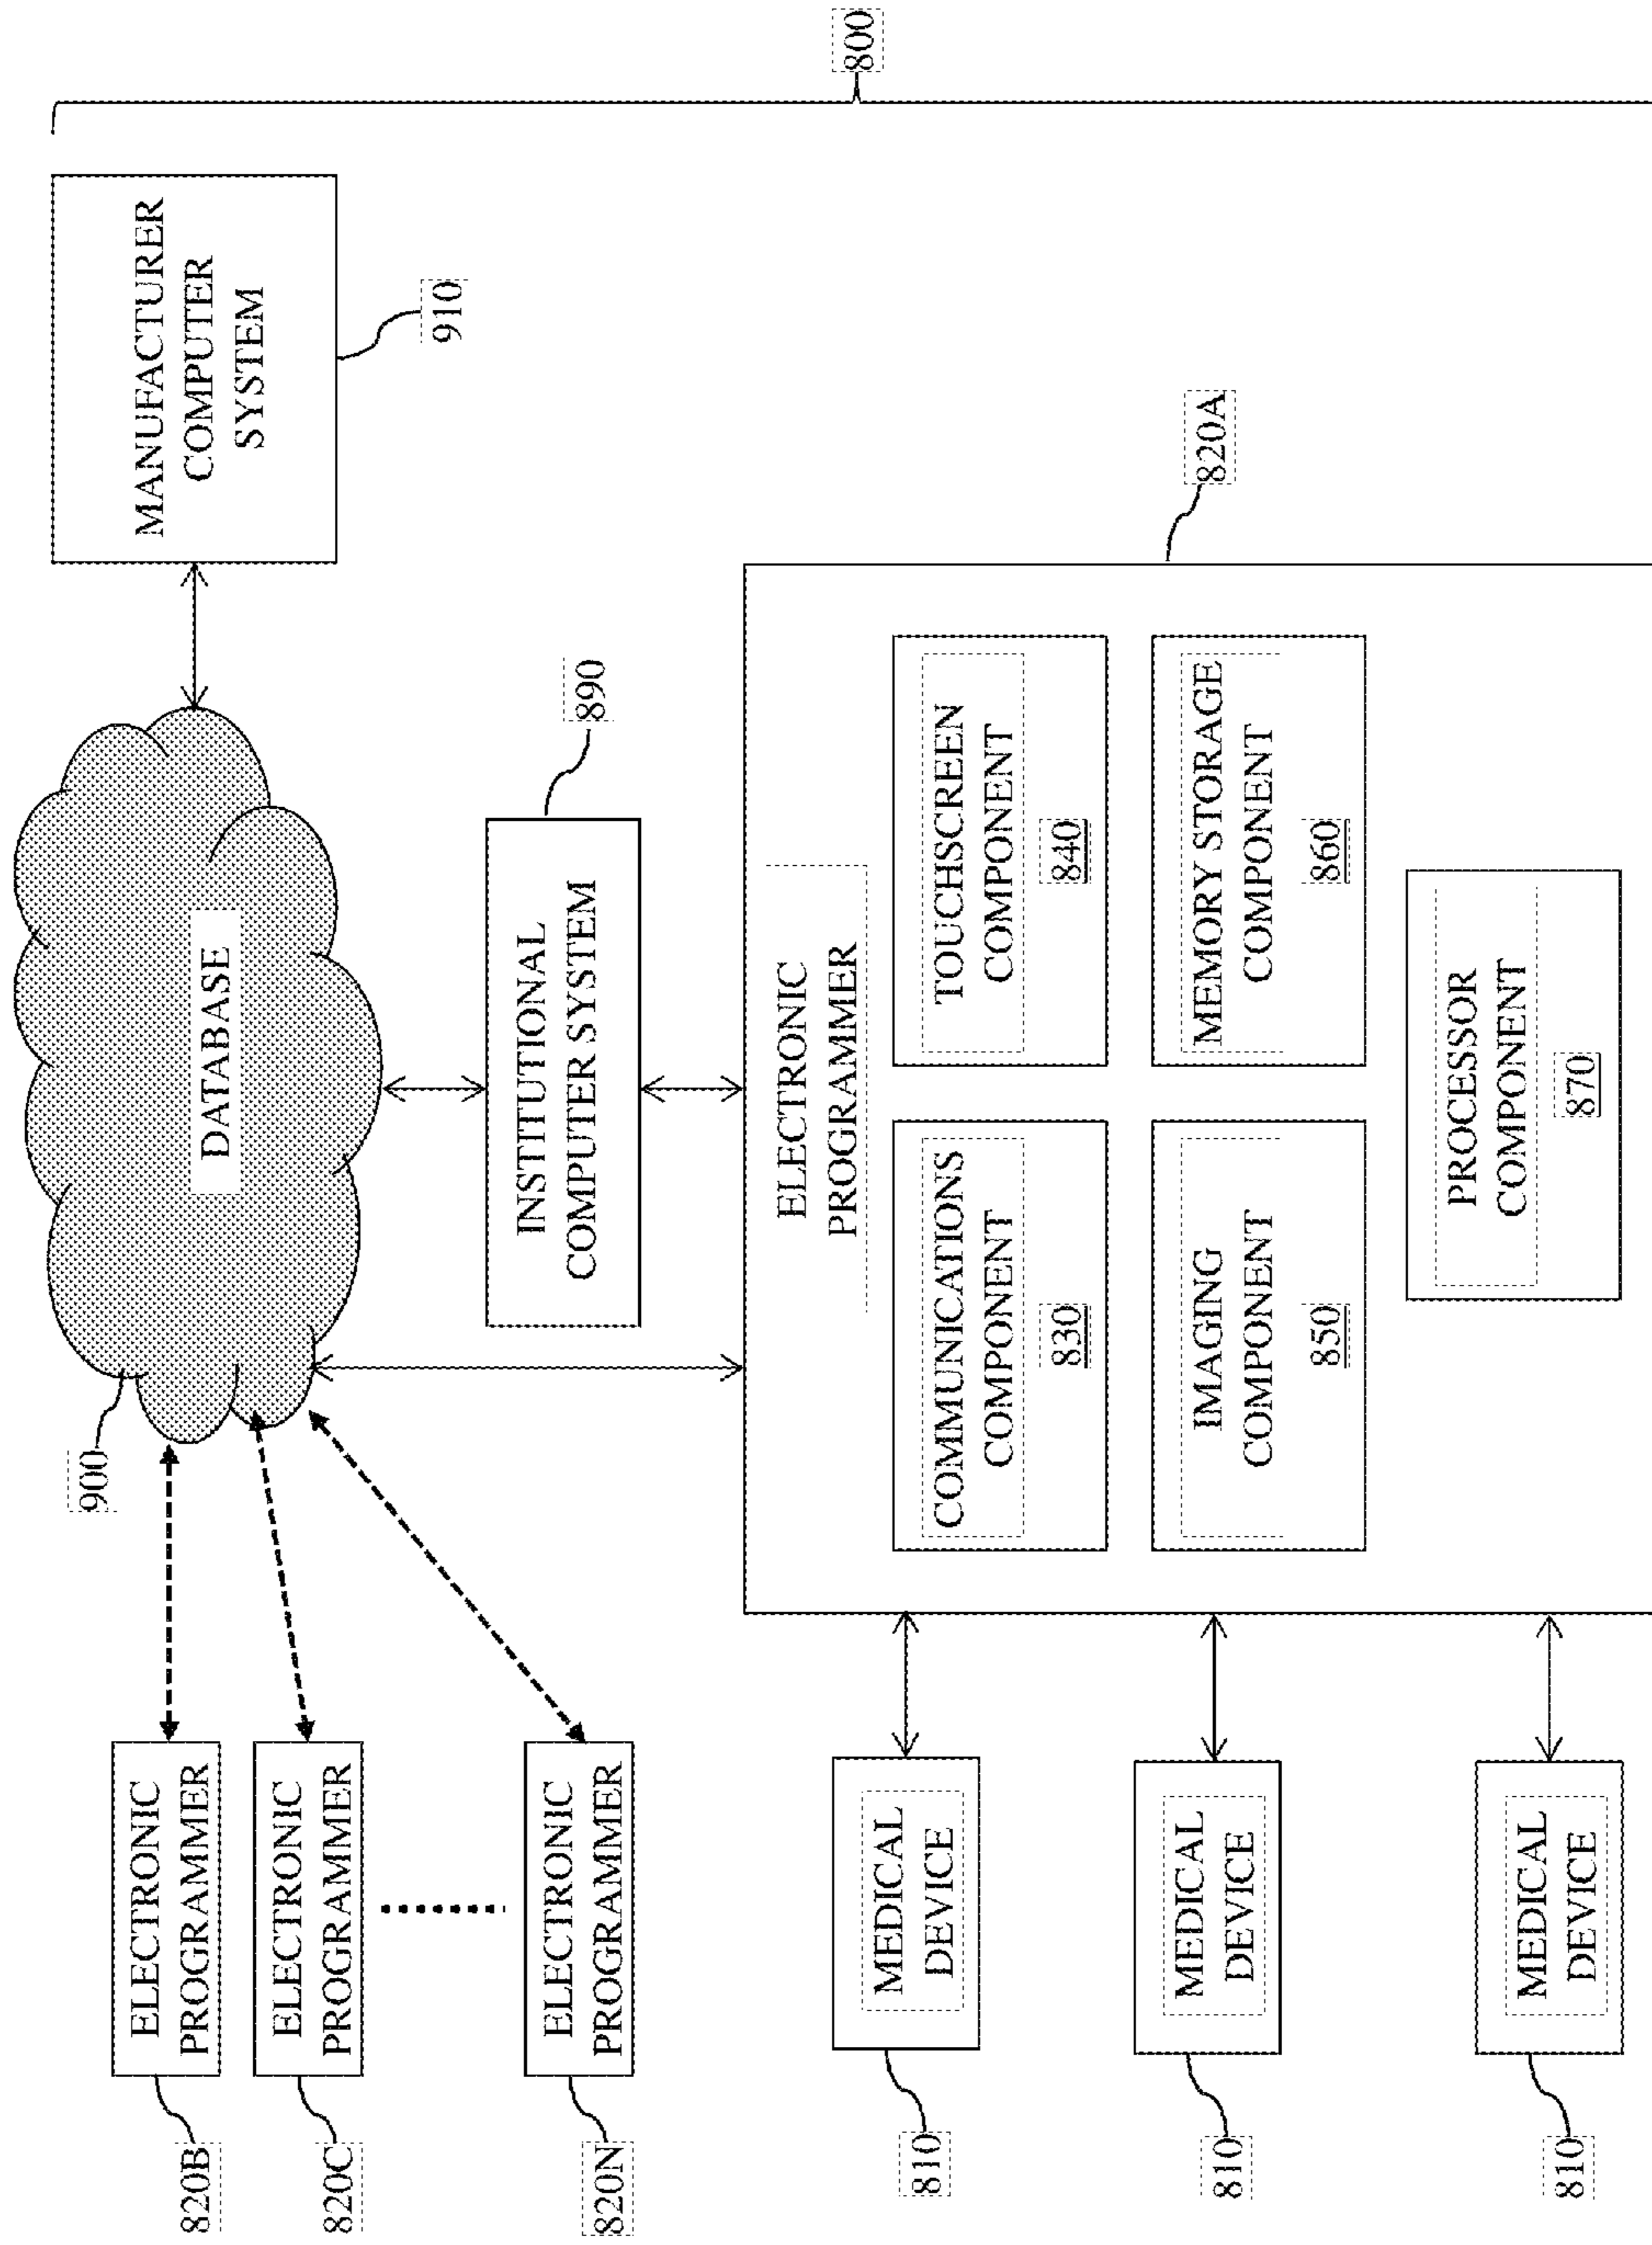 800
MANUFACTURER
COMPUTER
SYSTEM
910
DATABASE
900
ELECTRONIC
PROGRAMMER
820B
ELECTRONIC
PROGRAMMER
820C
ELECTRONIC
PROGRAMMER
820N
INSTITUTIONAL
COMPUTER SYSTEM
890
ELECTRONIC
PROGRAMMER
820A
COMMUNICATIONS
COMPONENT
830
TOUCHSCREEN
COMPONENT
840
IMAGING
COMPONENT
850
MEMORY STORAGE
COMPONENT
860
PROCESSOR
COMPONENT
870
MEDICAL
DEVICE
810
MEDICAL
DEVICE
810
MEDICAL
DEVICE
810